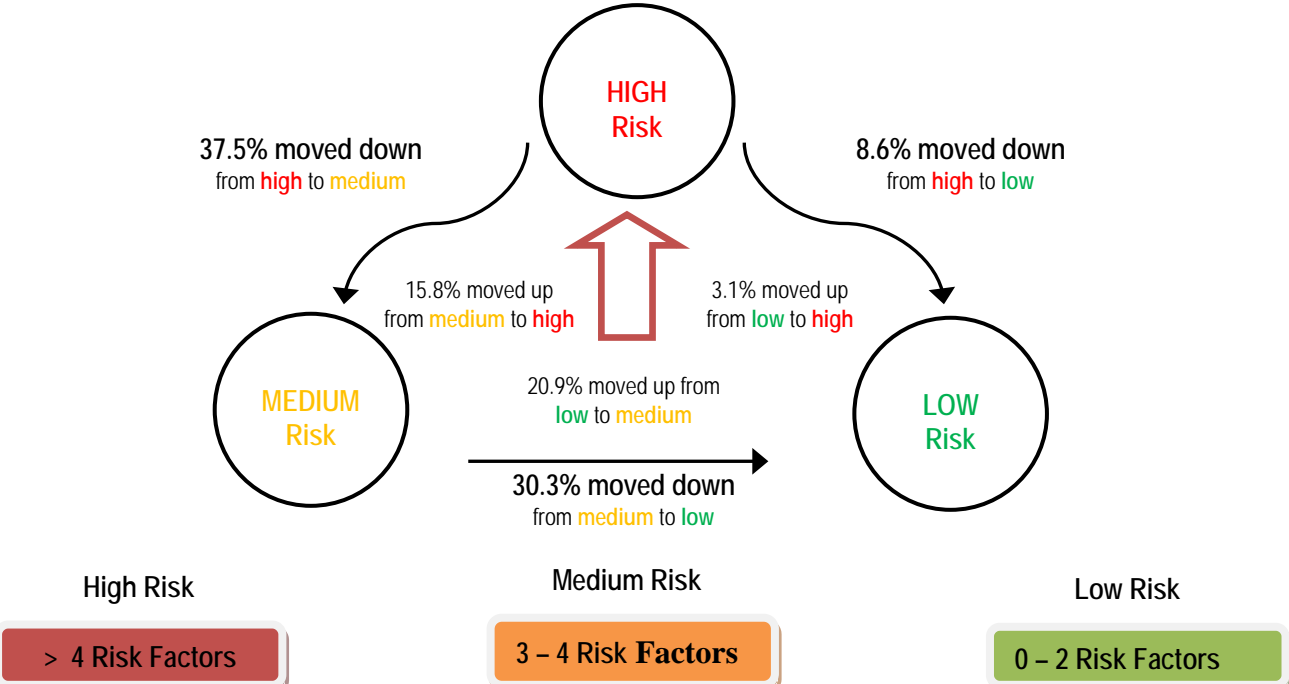 HIGH
Risk
37.5% moved down
from high to medium
8.6% moved down
from high to low
15.8% moved up
from medium to high
3.1% moved up
from low to high
MEDIUM
Risk
20.9% moved up from
low to medium
LOW
Risk
30.3% moved down
from medium to low
High Risk
Medium Risk
Low Risk
> 4 Risk Factors
3 – 4 Risk Factors
0 – 2 Risk Factors